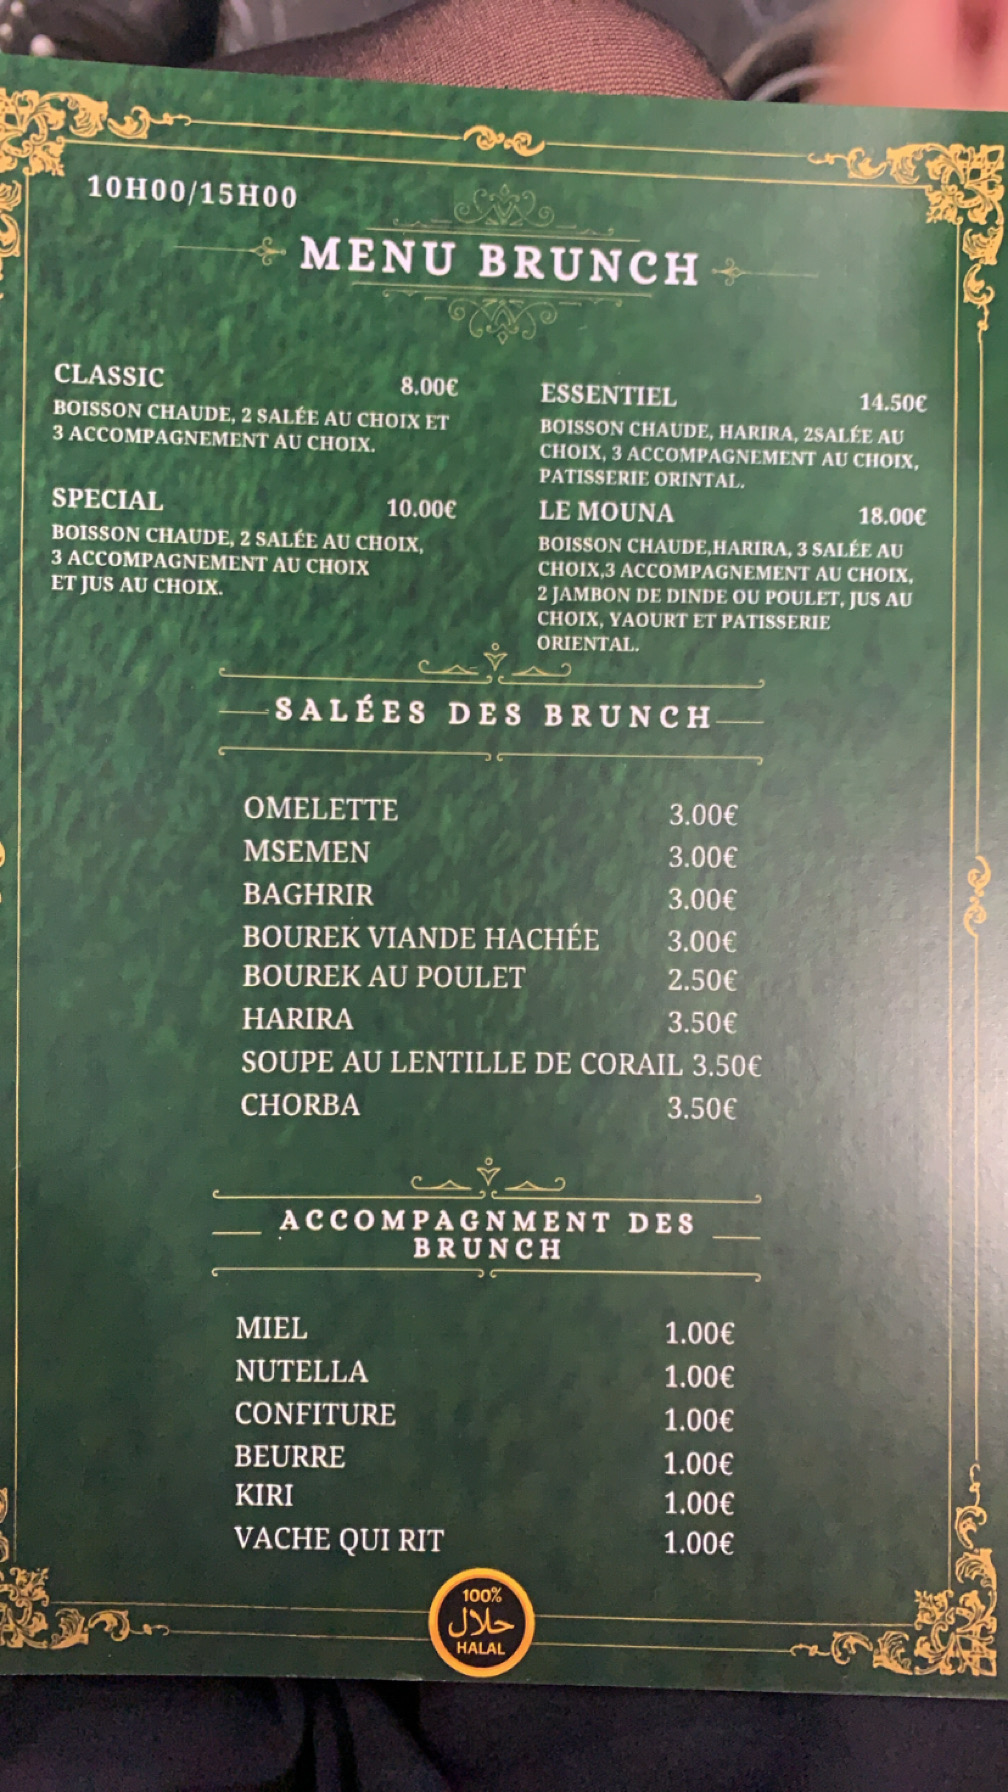 10H00/15H00
MENU BRUNCH
CLASSIC 8.00€
BOISSON CHAUDE, 2 SALÉE AU CHOIX ET
3 ACCOMPAGNEMENT AU CHOIX.
SPECIAL 10.00€
BOISSON CHAUDE, 2 SALÉE AU CHOIX,
3 ACCOMPAGNEMENT AU CHOIX
ET JUS AU CHOIX.
ESSENTIEL 14.50€
BOISSON CHAUDE, HARIRA, 2SALÉE AU
CHOIX, 3 ACCOMPAGNEMENT AU CHOIX,
PATISSERIE ORINTAL.
LE MOUNA 18.00€
BOISSON CHAUDE,HARIRA, 3 SALÉE AU
CHOIX,3 ACCOMPAGNEMENT AU CHOIX,
2 JAMBON DE DINDE OU POULET, JUS AU
CHOIX, YAOURT ET PATISSERIE
ORIENTAL.
SALÉES DES BRUNCH
OMELETTE 3.00€
MSEMEN 3.00€
BAGHRIR 3.00€
BOUREK VIANDE HACHÉE 3.00€
BOUREK AU POULET 2.50€
HARIRA 3.50€
SOUPE AU LENTILLE DE CORAIL 3.50€
CHORBA 3.50€
ACCOMPAGNMENT DES
BRUNCH
MIEL 1.00€
NUTELLA 1.00€
CONFITURE 1.00€
BEURRE 1.00€
KIRI 1.00€
VACHE QUI RIT 1.00€
100%
حلال
HALAL